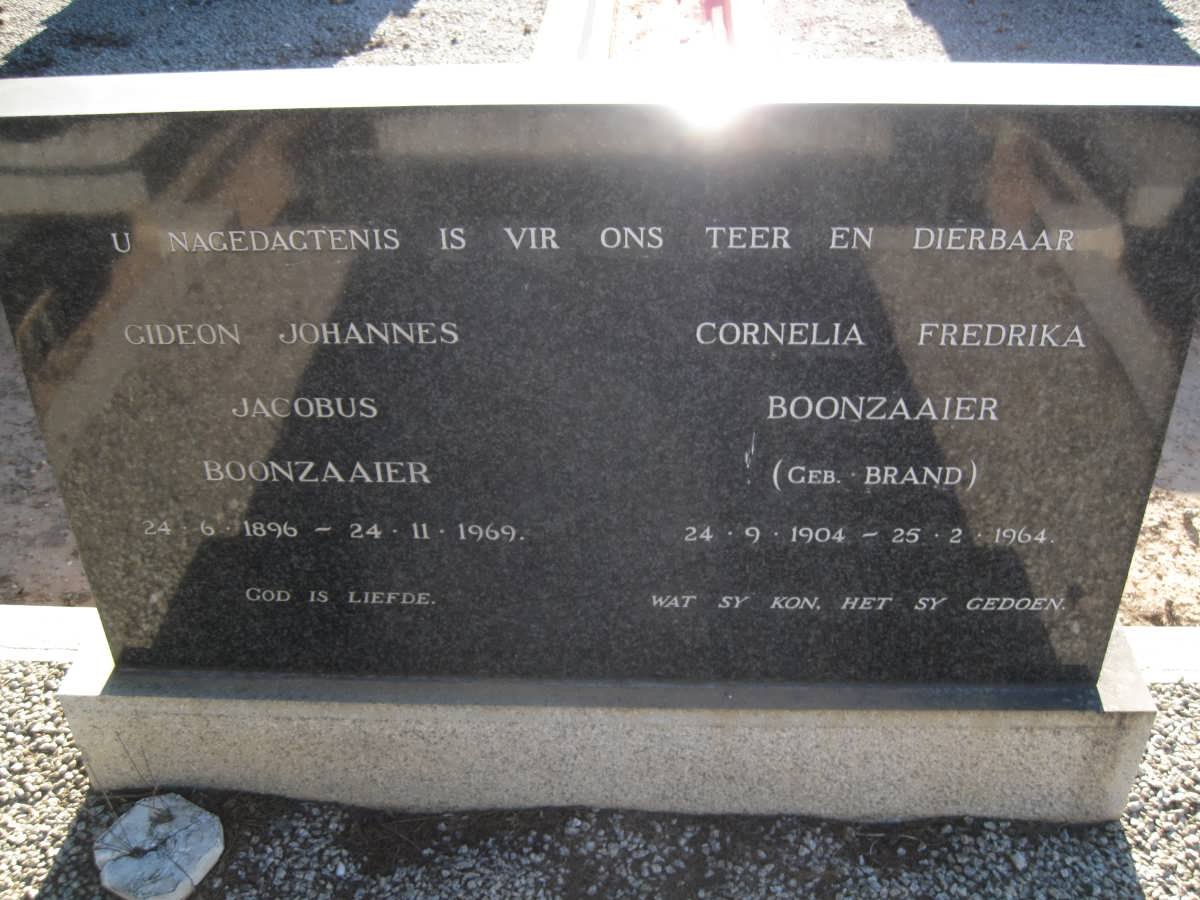 U NAGEDACTENIS IS VIR ONS TEER EN DIERBAAR
GIDEON JOHANNES
JACOBUS
BOONZAAIER
24 · 6 · 1896 – 24 · 11 · 1969.
GOD IS LIEFDE.
CORNELIA FREDRIKA
BOONZAAIER
(GEB. · BRAND)
24 · 9 · 1904 – 25 · 2 · 1964.
WAT SY KON, HET SY GEDOEN.